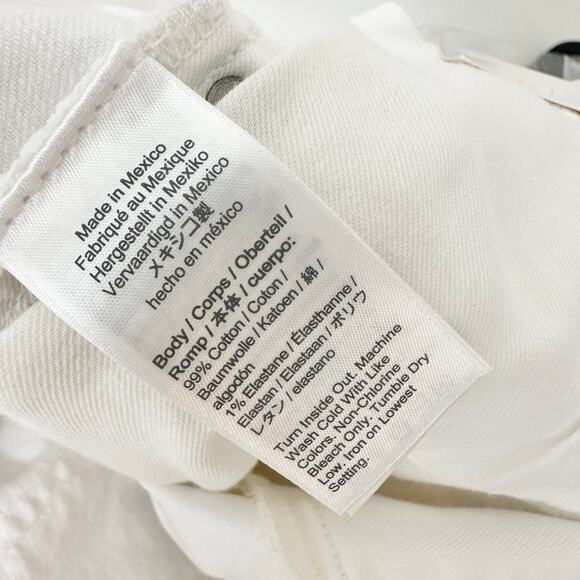 Made in Mexico
Fabriqué au Mexique
Hergestellt in Mexiko
Vervaardigd in Mexico
メキシコ製
hecho en méxico
Body / Corps / Oberteil /
Romp / 本体 / cuerpo:
99% Cotton / Coton /
Baumwolle / Katoen / 綿 /
algodón
1% Elastane / Élasthanne /
Elastan / Elastaan / ポリウ
レタン / elastano
Turn Inside Out. Machine
Wash Cold With Like
Colors. Non-Chlorine
Bleach Only. Tumble Dry
Low. Iron on Lowest
Setting.